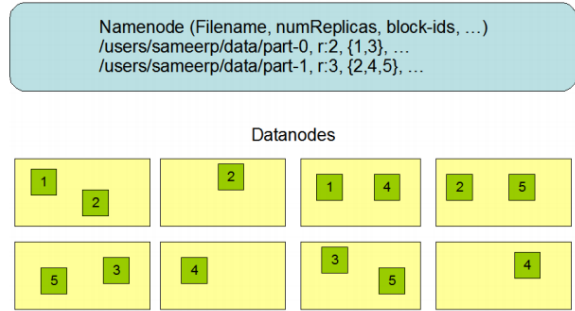 Namenode (Filename, numReplicas, block-ids, …)
/users/sameerp/data/part-0, r:2, {1,3}, …
/users/sameerp/data/part-1, r:3, {2,4,5}, …
Datanodes
1
2
2
1 4
2 5
5 3
4
3
5
4